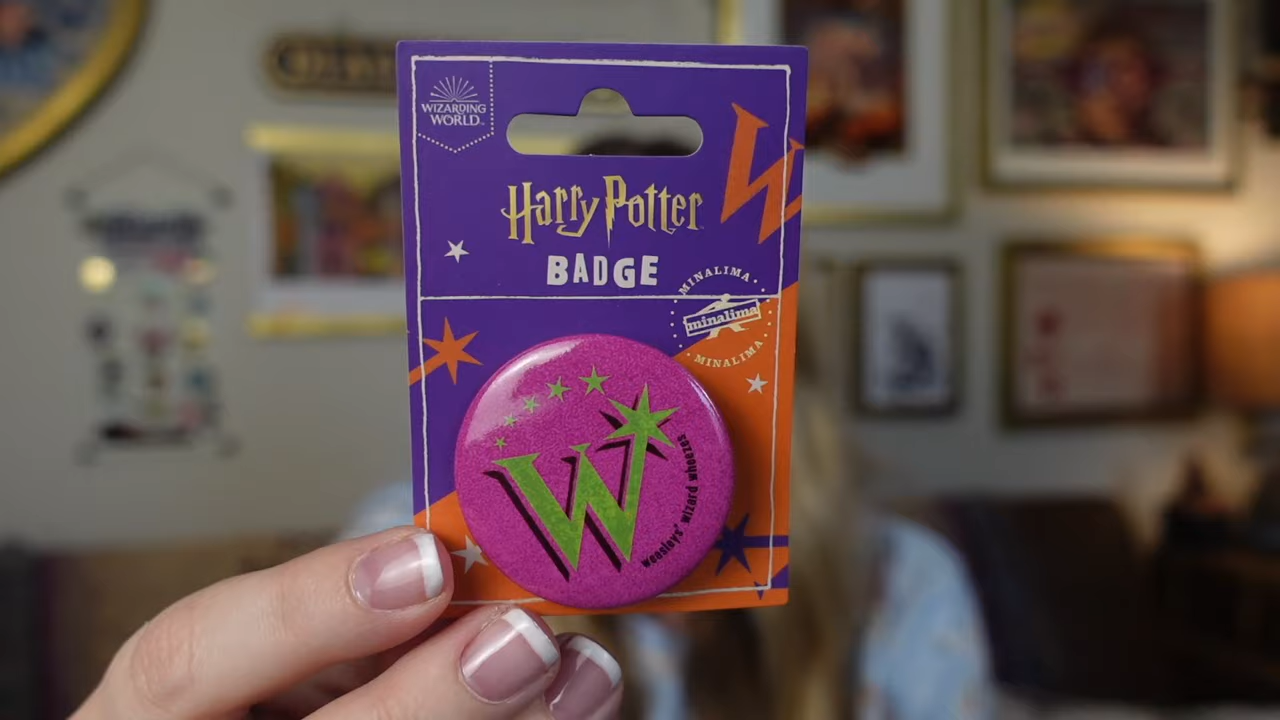 WIZARDING
WORLD
Harry Potter
BADGE
MINALIMA
minalima
MINALIMA
W
W
weasleys' wizard wheezes